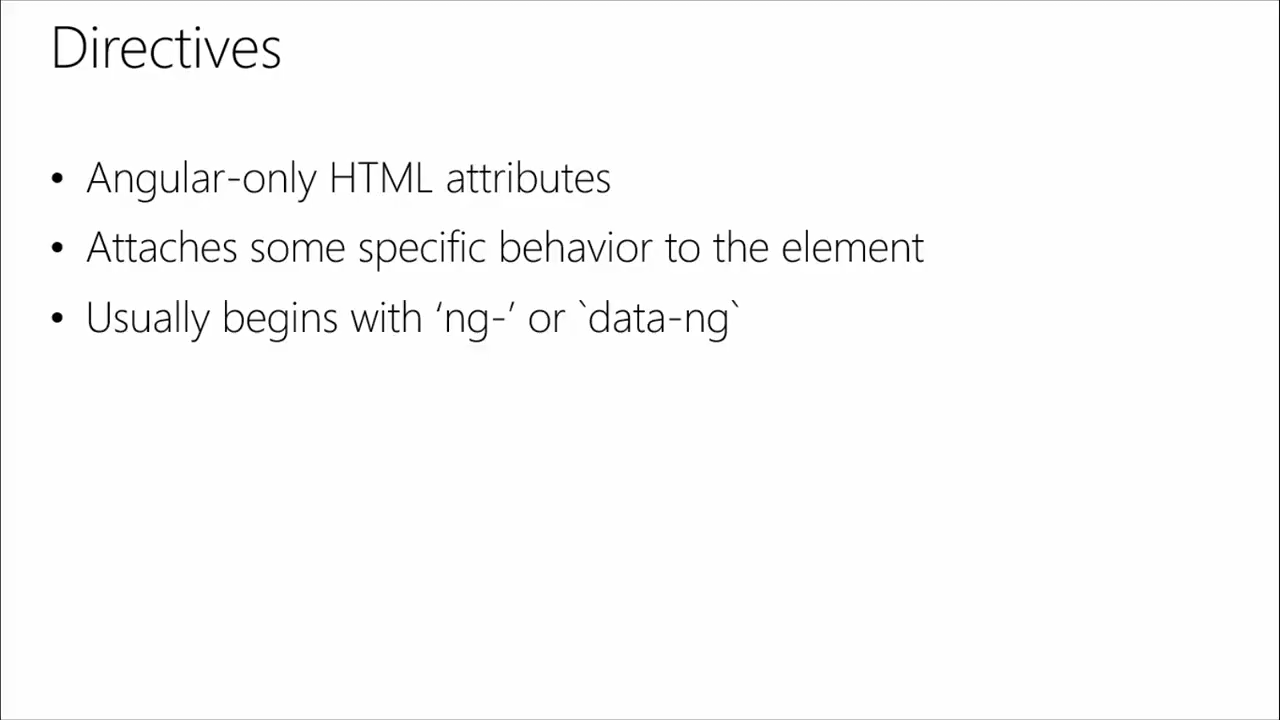 Directives
• Angular-only HTML attributes
• Attaches some specific behavior to the element
• Usually begins with ‘ng-’ or `data-ng`